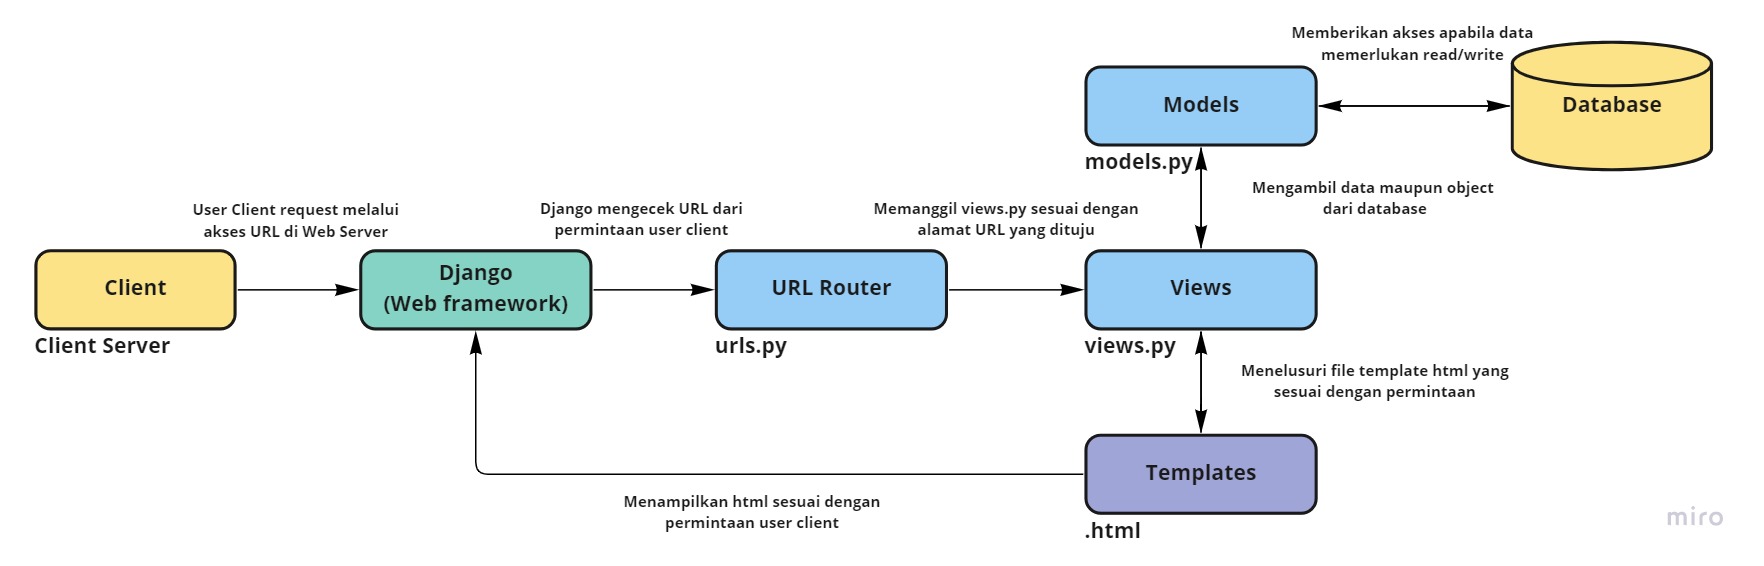 Memberikan akses apabila data
memerlukan read/write
Models
Database
models.py
Mengambil data maupun object
dari database
User Client request melalui
akses URL di Web Server
Django mengecek URL dari
permintaan user client
Memanggil views.py sesuai dengan
alamat URL yang dituju
Client
Django
(Web framework)
URL Router
Views
Client Server
urls.py
views.py
Menelusuri file template html yang
sesuai dengan permintaan
Templates
Menampilkan html sesuai dengan
permintaan user client
.html
miro